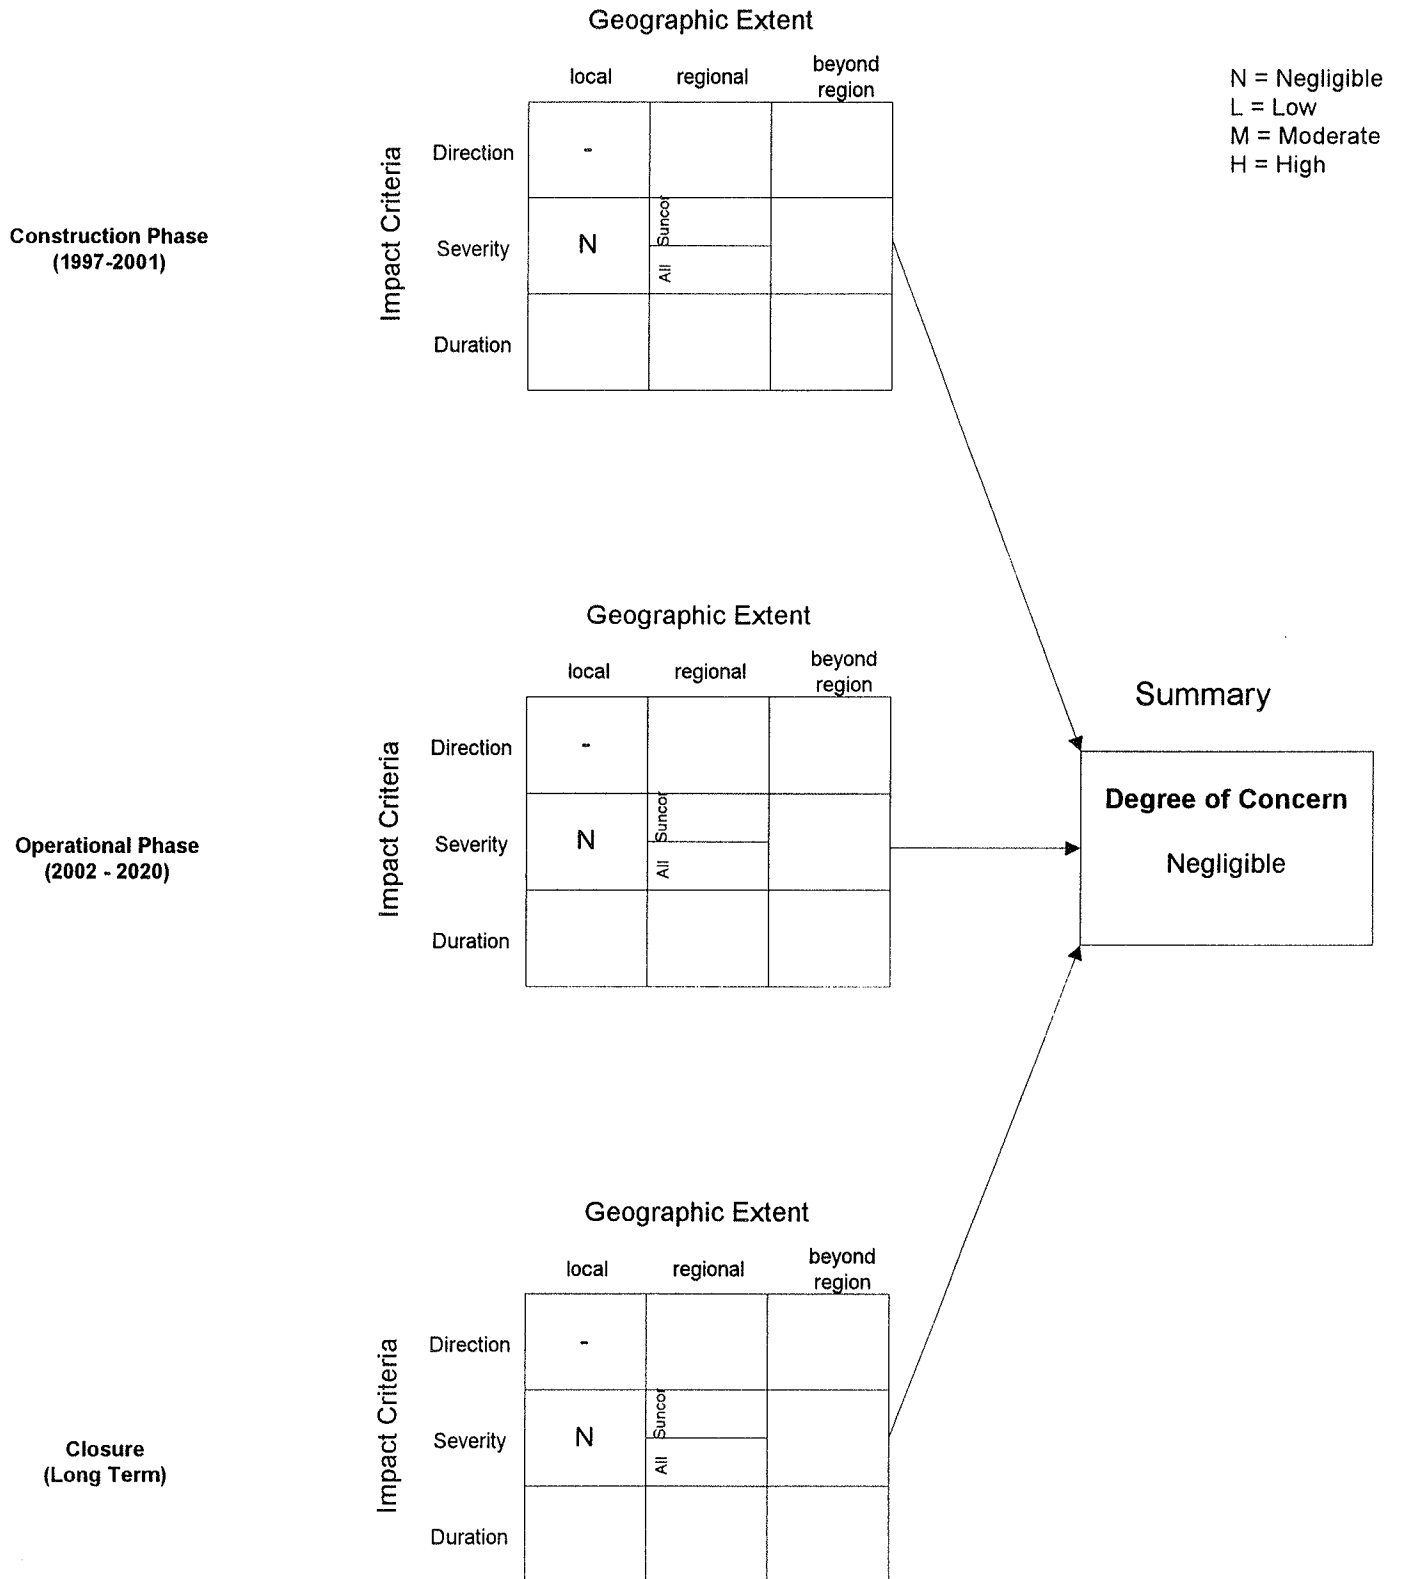 Geographic Extent
local
regional
beyond
region
N = Negligible
L = Low
M = Moderate
H = High
Construction Phase
(1997-2001)
Impact Criteria
Direction
-
Severity
N
Suncor
All
Duration
Geographic Extent
local
regional
beyond
region
Operational Phase
(2002 - 2020)
Impact Criteria
Direction
-
Severity
N
Suncor
All
Duration
Summary
Degree of Concern
Negligible
Geographic Extent
local
regional
beyond
region
Closure
(Long Term)
Impact Criteria
Direction
-
Severity
N
Suncor
All
Duration